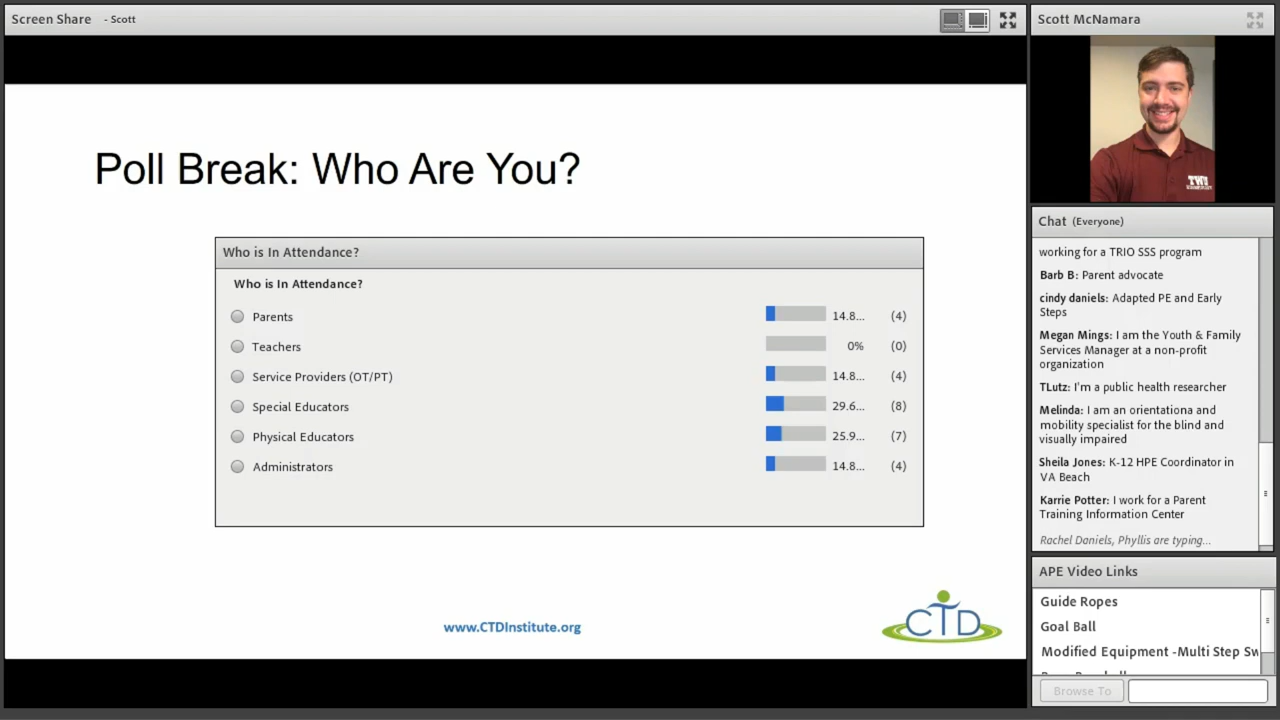 Screen Share - Scott
Poll Break: Who Are You?
Who is In Attendance?
Who is In Attendance?
Parents 14.8... (4)
Teachers 0% (0)
Service Providers (OT/PT) 14.8... (4)
Special Educators 29.6... (8)
Physical Educators 25.9... (7)
Administrators 14.8... (4)
www.CTDInstitute.org
CTD
Scott McNamara
TWU
Chat (Everyone)
working for a TRIO SSS program
Barb B: Parent advocate
cindy daniels: Adapted PE and Early
Steps
Megan Mings: I am the Youth & Family
Services Manager at a non-profit
organization
TLutz: I'm a public health researcher
Melinda: I am an orientationa and
mobility specialist for the blind and
visually impaired
Sheila Jones: K-12 HPE Coordinator in
VA Beach
Karrie Potter: I work for a Parent
Training Information Center
Rachel Daniels, Phyllis are typing...
APE Video Links
Guide Ropes
Goal Ball
Modified Equipment -Multi Step Sw
Browse To